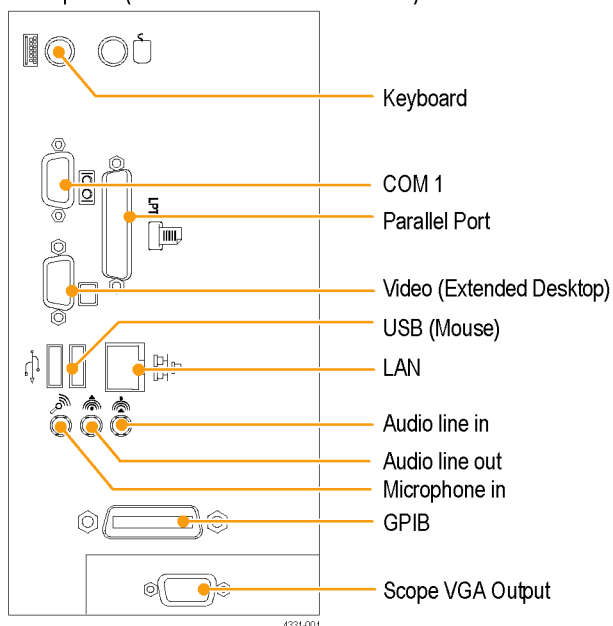 Keyboard
COM 1
LPT
Parallel Port
Video (Extended Desktop)
USB (Mouse)
LAN
Audio line in
Audio line out
Microphone in
GPIB
Scope VGA Output
4331-001